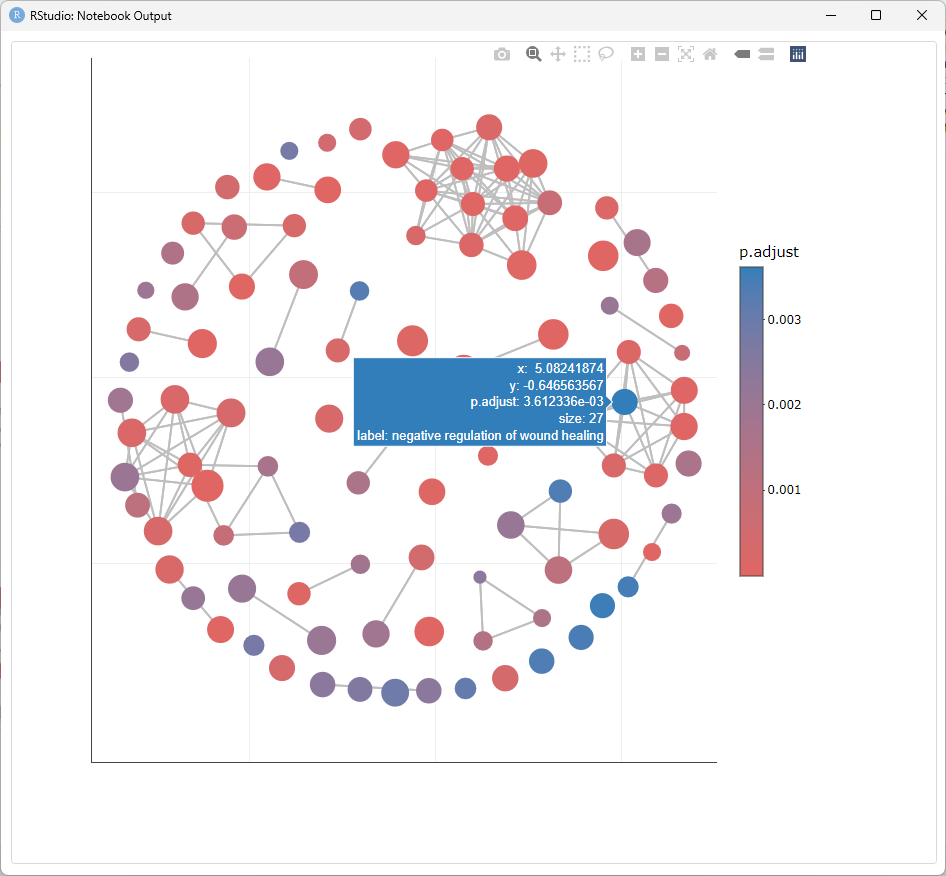 R RStudio: Notebook Output
p.adjust
0.003
0.002
0.001
x: 5.08241874
y: -0.646563567
p.adjust: 3.612336e-03
size: 27
label: negative regulation of wound healing